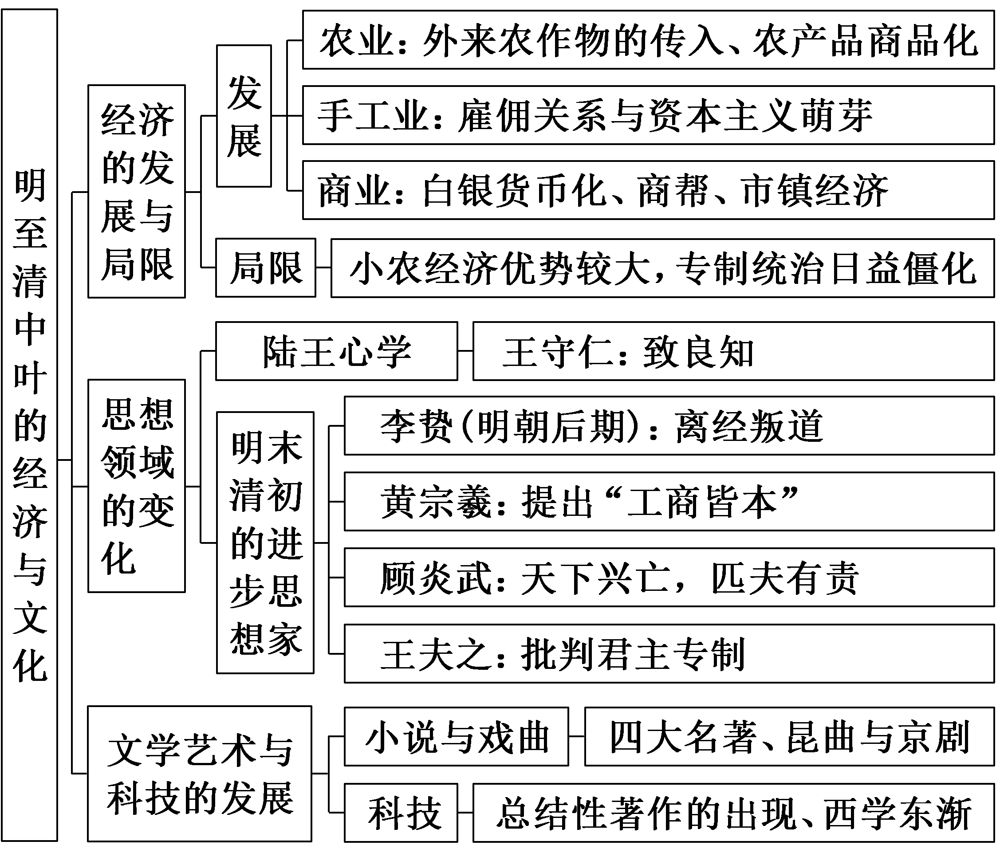 明至清中叶的经济与文化
经济
的发
展与
局限
发展
农业：外来农作物的传入、农产品商品化
手工业：雇佣关系与资本主义萌芽
商业：白银货币化、商帮、市镇经济
局限
小农经济优势较大，专制统治日益僵化
思想
领域
的变
化
陆王心学
王守仁：致良知
明末
清初
的进
步思
想家
李贽(明朝后期)：离经叛道
黄宗羲：提出“工商皆本”
顾炎武：天下兴亡，匹夫有责
王夫之：批判君主专制
文学艺术与
科技的发展
小说与戏曲
四大名著、昆曲与京剧
科技
总结性著作的出现、西学东渐